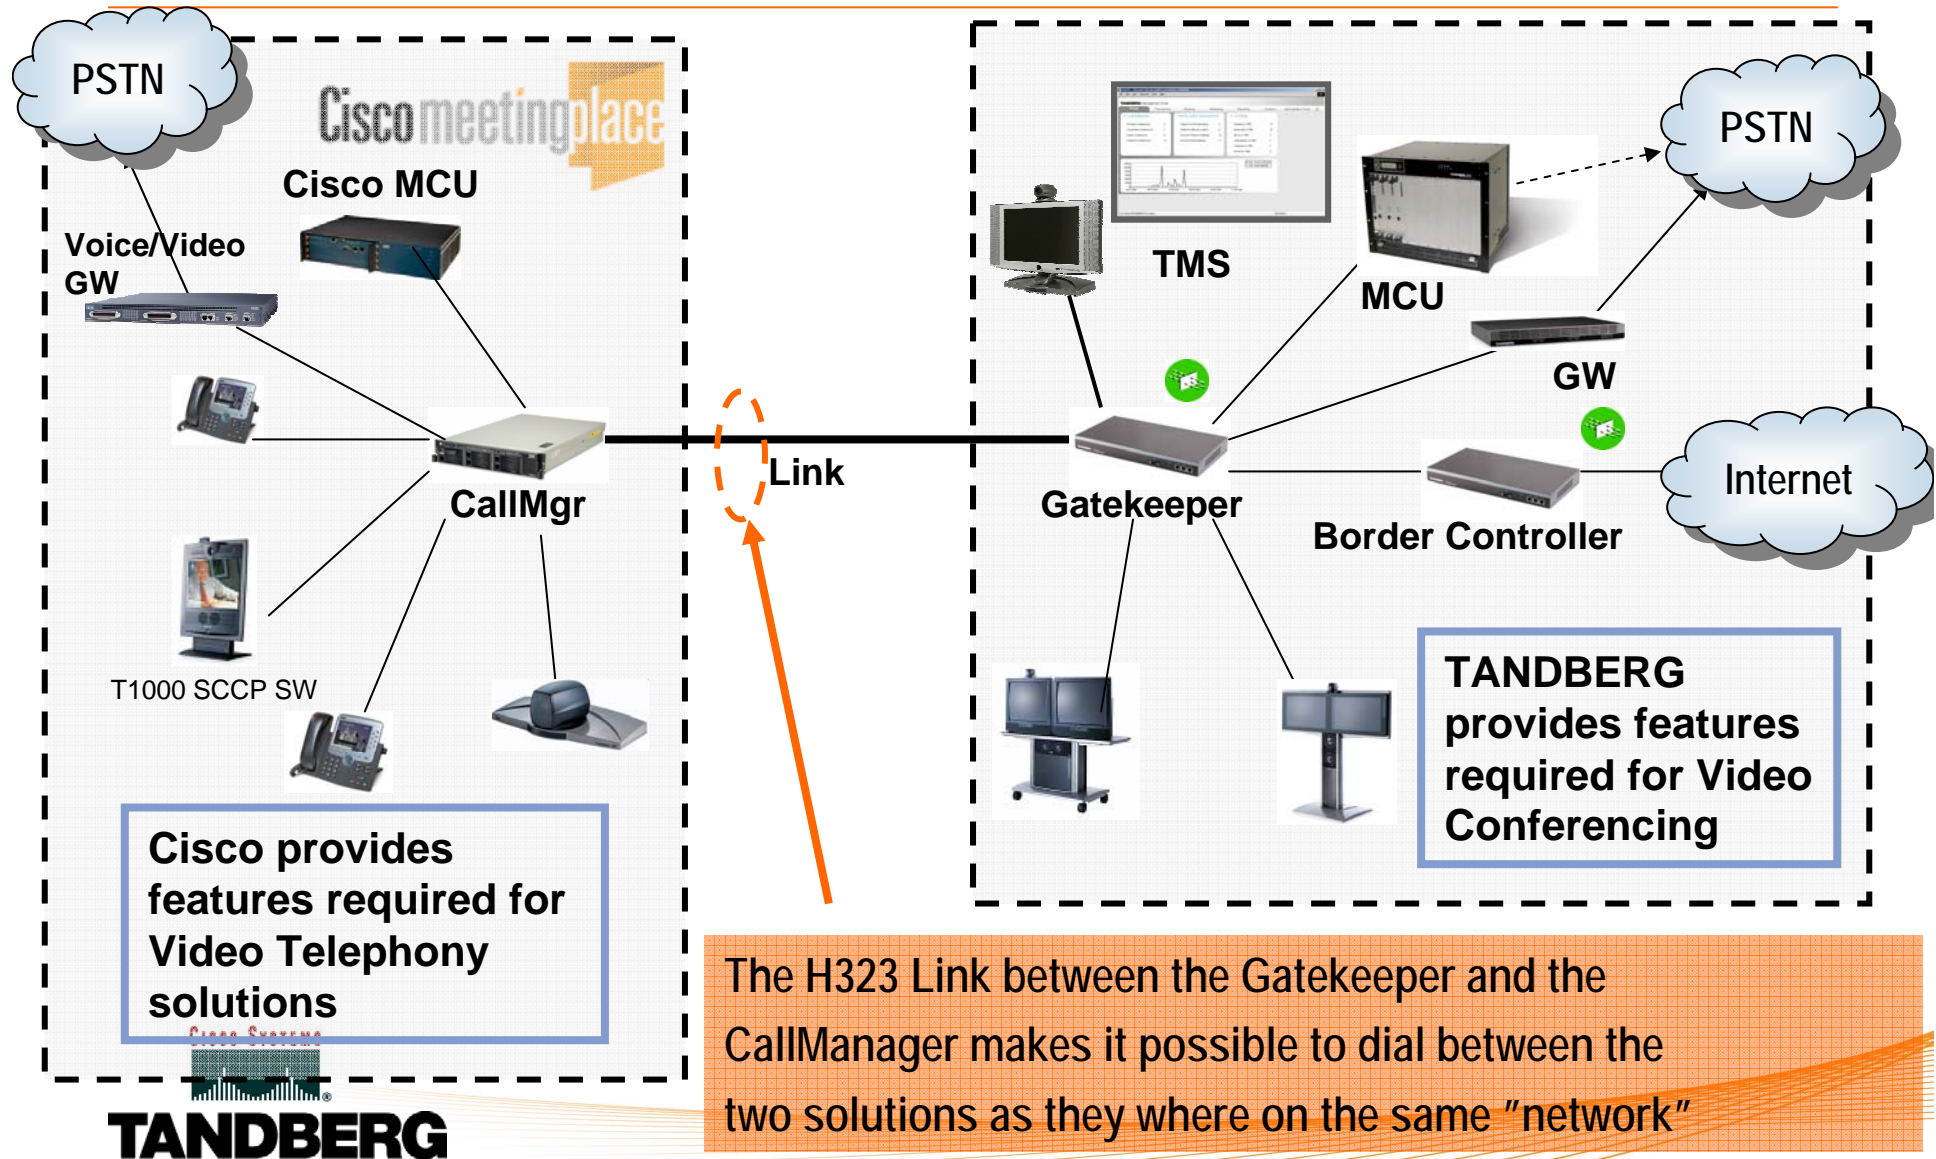 PSTN
Cisco meetingplace
Cisco MCU
Voice/Video
GW
CallMgr
T1000 SCCP SW
Cisco provides
features required for
Video Telephony
solutions
CISCO SYSTEMS
®
TANDBERG
Link
TMS
MCU
PSTN
GW
Gatekeeper
Border Controller
Internet
TANDBERG
provides features
required for Video
Conferencing
The H323 Link between the Gatekeeper and the
CallManager makes it possible to dial between the
two solutions as they where on the same ”network”